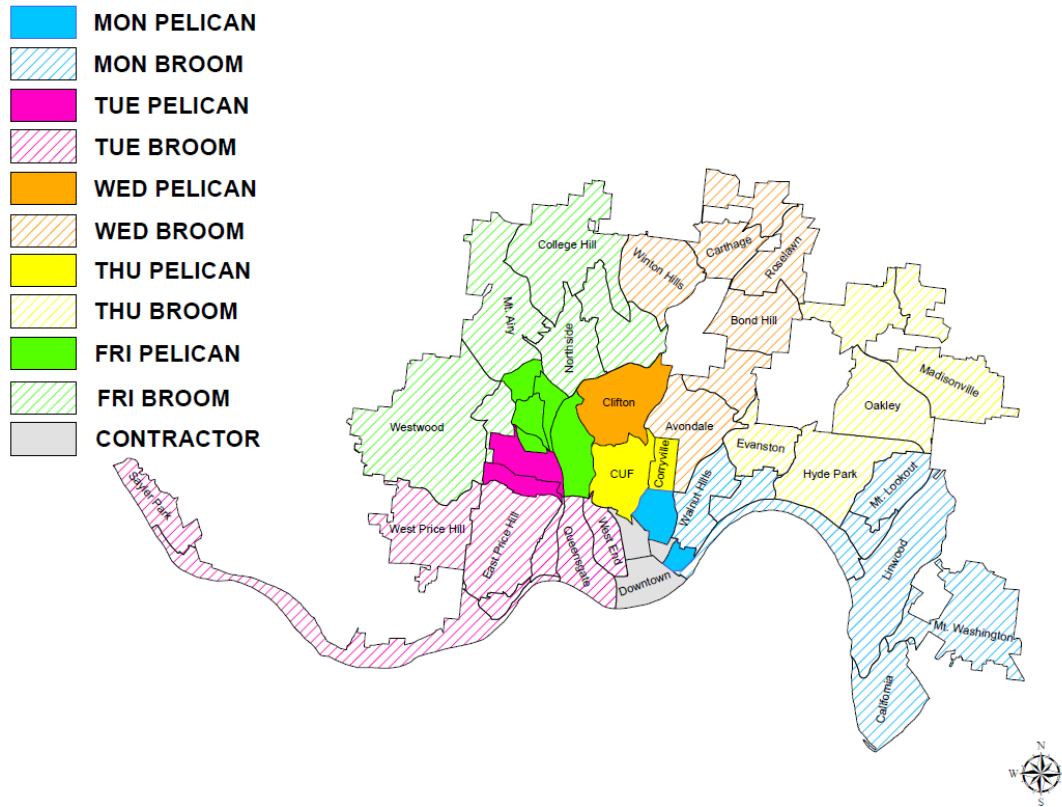 MON PELICAN
MON BROOM
TUE PELICAN
TUE BROOM
WED PELICAN
WED BROOM
THU PELICAN
THU BROOM
FRI PELICAN
FRI BROOM
CONTRACTOR
College Hill
Winton Hills
Carthage
Roselawn
Mt. Airy
Northside
Bond Hill
Madisonville
Oakley
Clifton
Avondale
Westwood
Evanston
Corryville
CUF
Hyde Park
Mt. Lookout
Walnut Hills
Sayler Park
West Price Hill
East Price Hill
Queensgate
West End
Downtown
Linwood
Mt. Washington
California
N
W
S